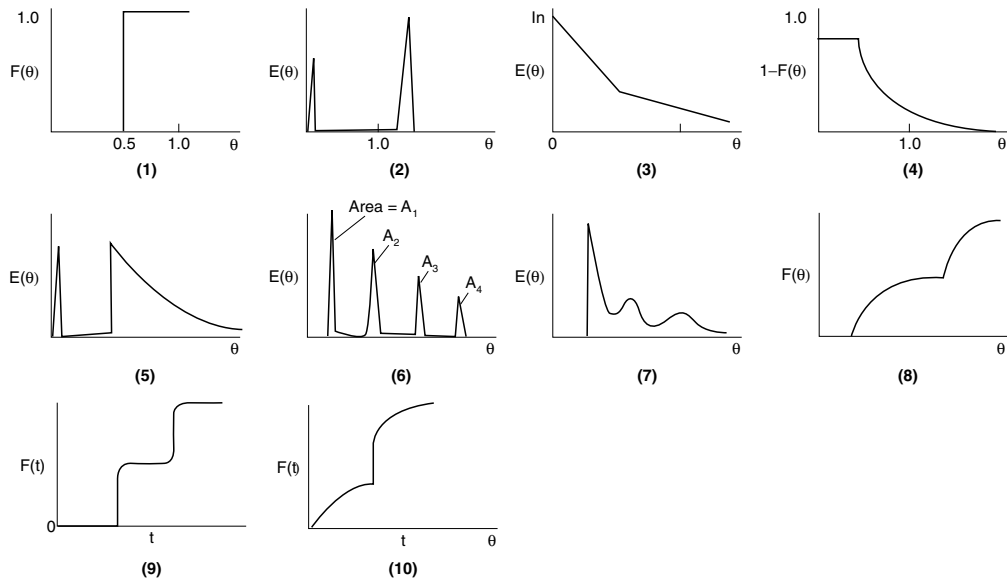 1.0
F(θ)
0.5
1.0
θ
(1)
E(θ)
1.0
θ
(2)
In
E(θ)
0
θ
(3)
1.0
1–F(θ)
1.0
θ
(4)
E(θ)
θ
(5)
Area = A1
A2
A3
A4
E(θ)
θ
(6)
E(θ)
θ
(7)
F(θ)
θ
(8)
F(t)
0
t
(9)
F(t)
t
θ
(10)